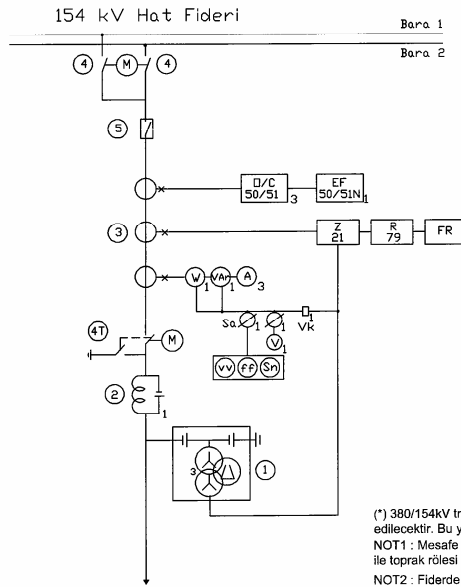 154 kV Hat Fideri
Bara 1
Bara 2
4 M 4
5
O/C
50/51 3
EF
50/51N 1
3
Z
21
R
79
FR
W 1 VAr 1 A 3
Sa 1 1 Vk 1
V 1
vv ff Sn
4T
M
2
1
3
1
(*) 380/154kV tr
edilecektir. Bu y
NOT1 : Mesafe
ile toprak rölesi
NOT2 : Fiderde